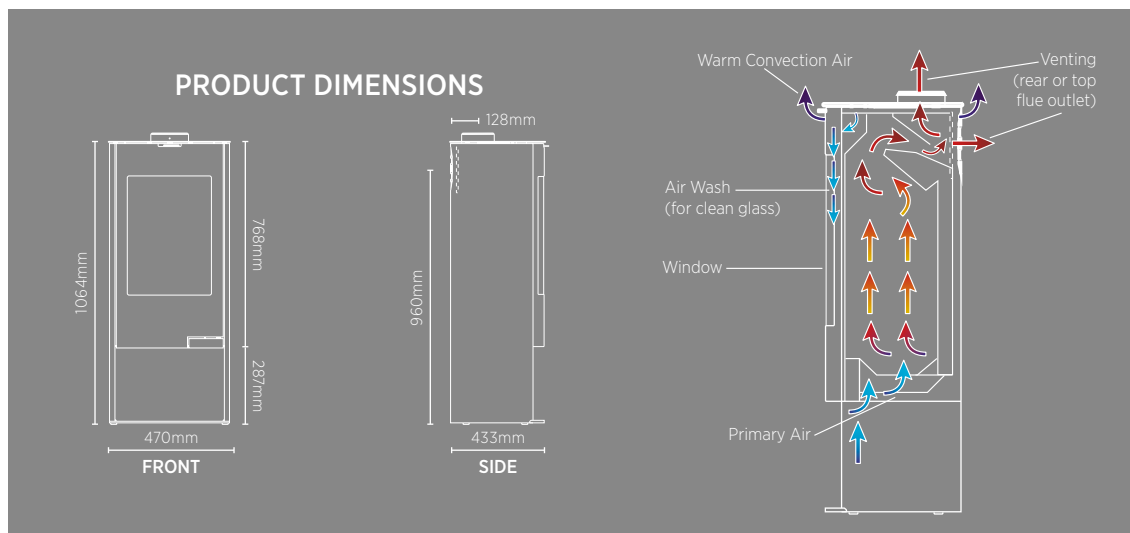 PRODUCT DIMENSIONS
128mm
1064mm
768mm
287mm
470mm
FRONT
960mm
433mm
SIDE
Warm Convection Air
Venting
(rear or top
flue outlet)
Air Wash
(for clean glass)
Window
Primary Air